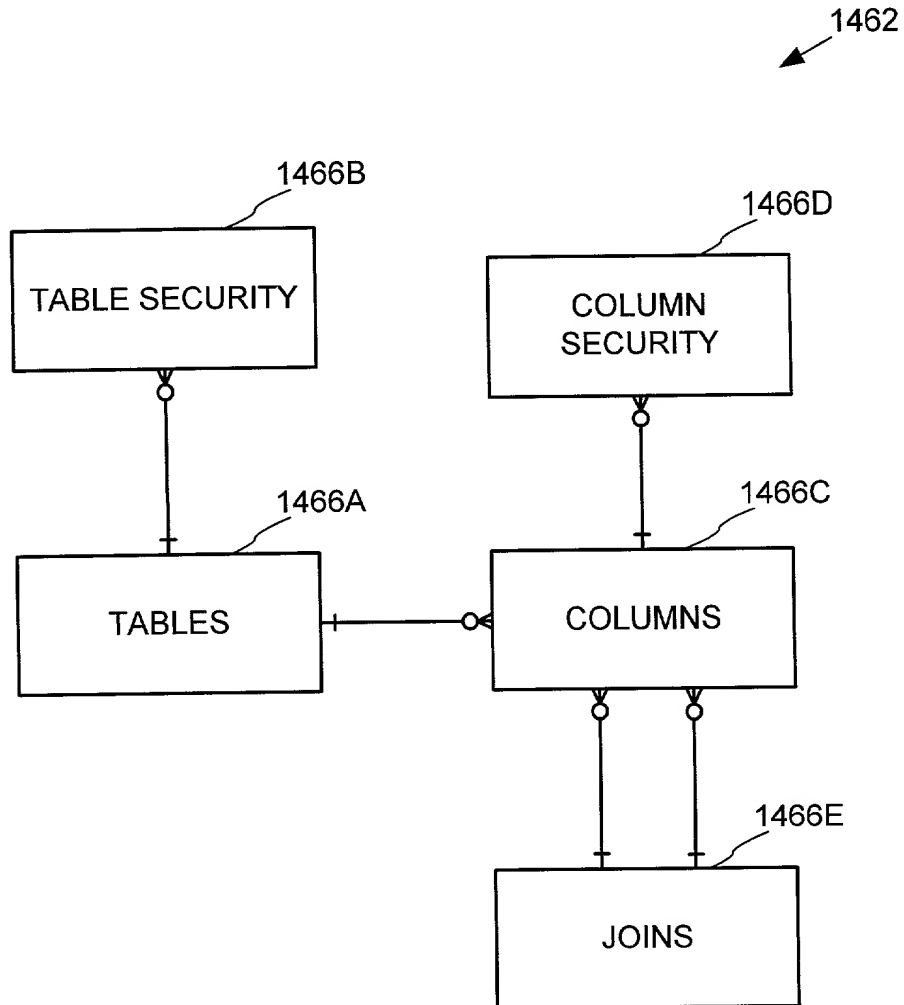 1462
1466B
TABLE SECURITY
1466D
COLUMN
SECURITY
1466A
TABLES
1466C
COLUMNS
1466E
JOINS